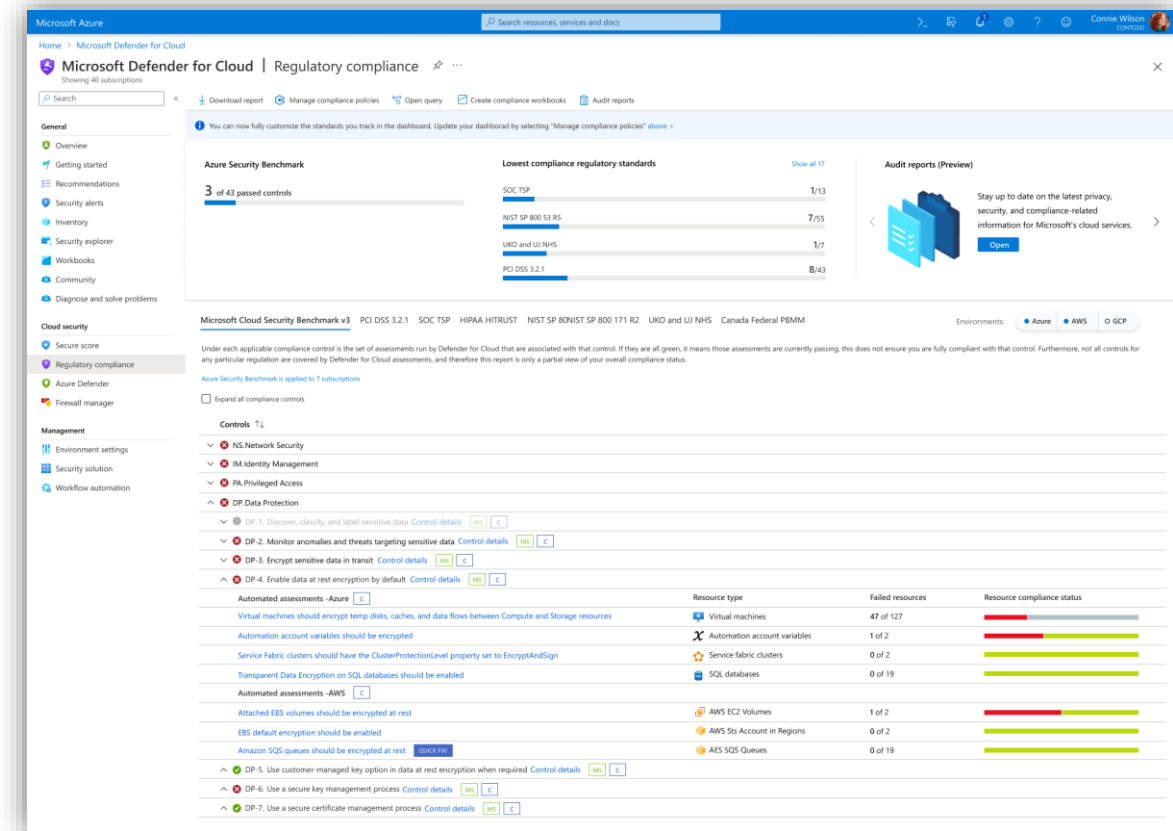 Microsoft Azure
Search resources, services and docs
1
Connie Wilson
CONTOSO
Home > Microsoft Defender for Cloud
Microsoft Defender for Cloud | Regulatory compliance
Showing 40 subscriptions
Search
Download report
Manage compliance policies
Open query
Create compliance workbooks
Audit reports
General
Overview
Getting started
Recommendations
Security alerts
Inventory
Security explorer
Workbooks
Community
Diagnose and solve problems
Cloud security
Secure score
Regulatory compliance
Azure Defender
Firewall manager
Management
Environment settings
Security solution
Workflow automation
You can now fully customize the standards you track in the dashboard. Update your dashborad by selecting "Manage compliance policies" above >
Azure Security Benchmark
3 of 43 passed controls
Lowest compliance regulatory standards
Show all 17
SOC TSP 1/13
NIST SP 800 53 R5 7/55
UKO and UJ NHS 1/7
PCI DSS 3.2.1 8/43
Audit reports (Preview)
Stay up to date on the latest privacy,
security, and compliance-related
information for Microsoft's cloud services.
Open
Microsoft Cloud Security Benchmark v3 PCI DSS 3.2.1 SOC TSP HIPAA HITRUST NIST SP 80NIST SP 800 171 R2 UKO and UJ NHS Canada Federal PBMM
Environments: Azure AWS GCP
Under each applicable compliance control is the set of assessments run by Defender for Cloud that are associated with that control. If they are all green, it means those assessments are currently passing; this does not ensure you are fully compliant with that control. Furthermore, not all controls for
any particular regulation are covered by Defender for Cloud assessments, and therefore this report is only a partial view of your overall compliance status.
Azure Security Benchmark is applied to 7 subscriptions
Expand all compliance controls
Controls
NS.Network Security
IM.Identity Management
PA.Privileged Access
DP.Data Protection
DP-1. Discover, classify, and label sensitive data Control details MS C
DP-2. Monitor anomalies and threats targeting sensitive data Control details MS C
DP-3. Encrypt sensitive data in transit Control details MS C
DP-4. Enable data at rest encryption by default Control details MS C
Automated assessments -Azure C Resource type Failed resources Resource compliance status
Virtual machines should encrypt temp disks, caches, and data flows between Compute and Storage resources Virtual machines 47 of 127
Automation account variables should be encrypted Automation account variables 1 of 2
Service Fabric clusters should have the ClusterProtectionLevel property set to EncryptAndSign Service fabric clusters 0 of 2
Transparent Data Encryption on SQL databases should be enabled SQL databases 0 of 19
Automated assessments -AWS C
Attached EBS volumes should be encrypted at-rest AWS EC2 Volumes 1 of 2
EBS default encryption should be enabled AWS Sts Account in Regions 0 of 2
Amazon SQS queues should be encrypted at rest QUICK FIX! AES SQS Queues 0 of 19
DP-5. Use customer-managed key option in data at rest encryption when required Control details MS C
DP-6. Use a secure key management process Control details MS C
DP-7. Use a secure certificate management process Control details MS C